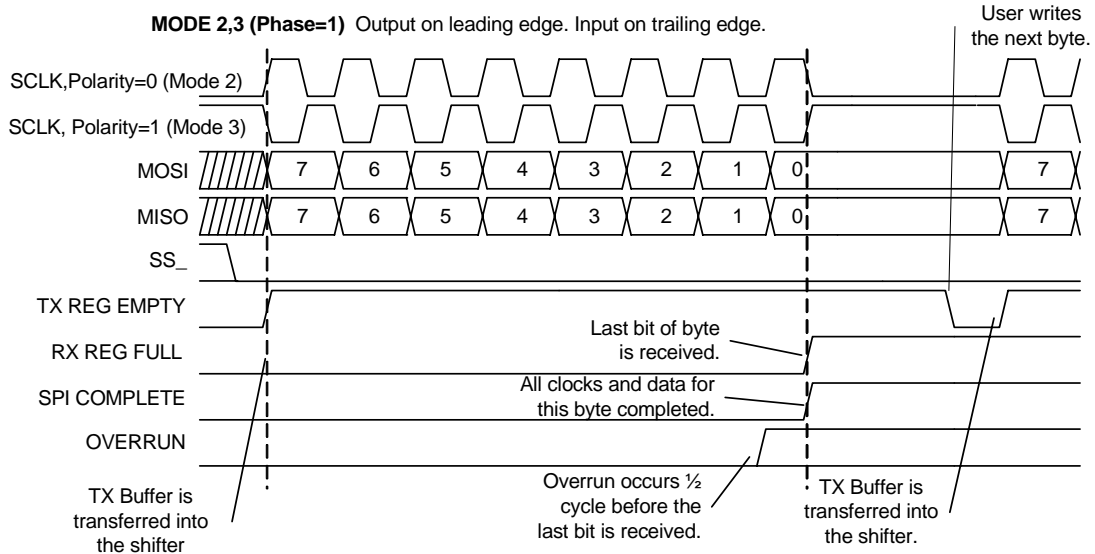 MODE 2,3 (Phase=1) Output on leading edge. Input on trailing edge.
User writes
the next byte.
SCLK,Polarity=0 (Mode 2)
SCLK, Polarity=1 (Mode 3)
MOSI 7 6 5 4 3 2 1 0 7
MISO 7 6 5 4 3 2 1 0 7
SS_
TX REG EMPTY
Last bit of byte
is received.
RX REG FULL
All clocks and data for
this byte completed.
SPI COMPLETE
OVERRUN
TX Buffer is
transferred into
the shifter
Overrun occurs ½
cycle before the
last bit is received.
TX Buffer is
transferred into
the shifter.